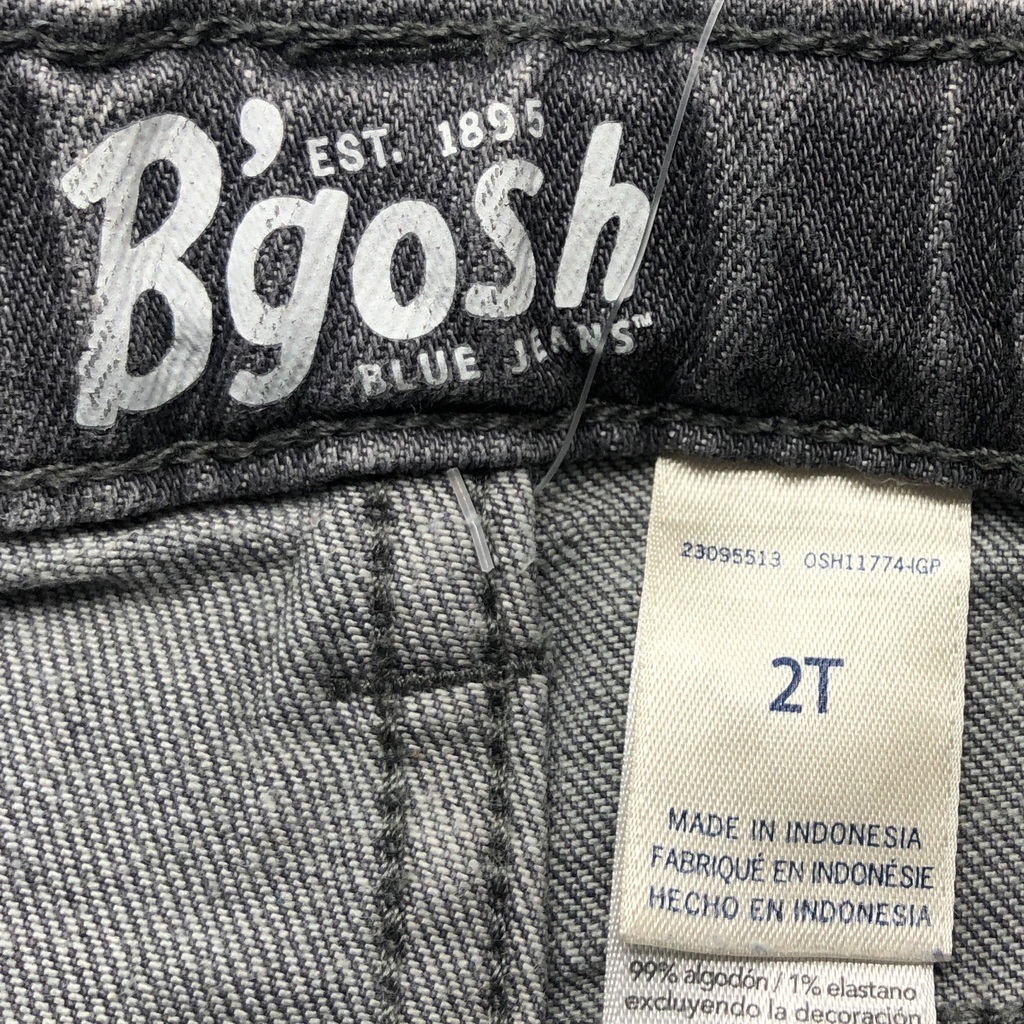 EST. 1895
B'gosh
BLUE JEANS™
23095513 OSHI1774-IGP
2T
MADE IN INDONESIA
FABRIQUÉ EN INDONÉSIE
HECHO EN INDONESIA
99% algodón / 1% elastano
excluyendo la decoración